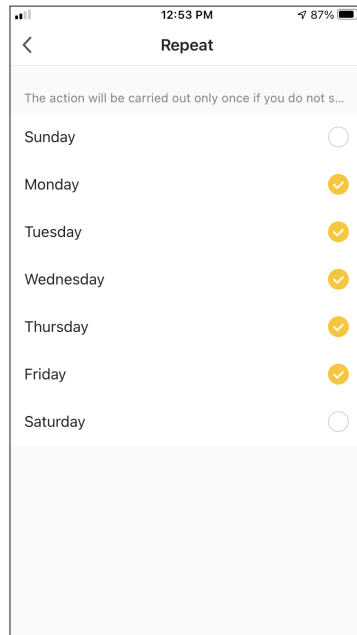 12:53 PM 87%
Repeat
The action will be carried out only once if you do not s...
Sunday
Monday
Tuesday
Wednesday
Thursday
Friday
Saturday